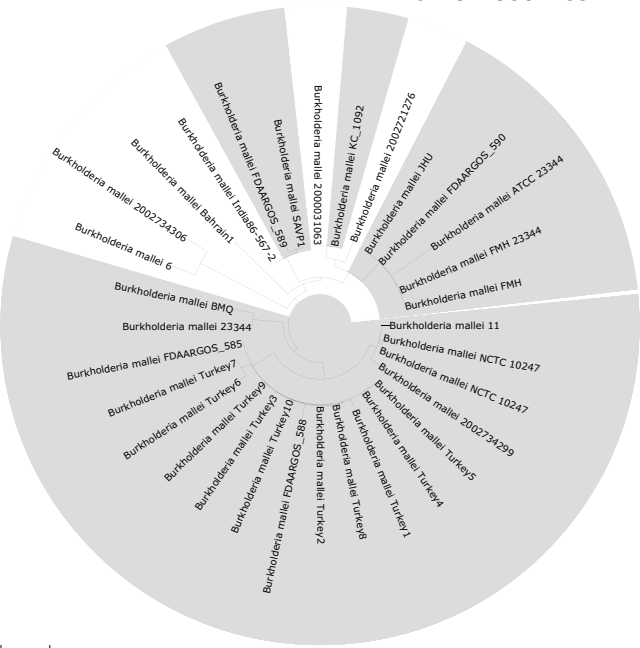 Burkholderia mallei FDAARGOS_589
Burkholderia mallei SAVP1
Burkholderia mallei 2000031063
Burkholderia mallei KC_1092
Burkholderia mallei 2002721276
Burkholderia mallei JHU
Burkholderia mallei FDAARGOS_590
Burkholderia mallei ATCC 23344
Burkholderia mallei FMH 23344
Burkholderia mallei FMH
Burkholderia mallei 11
Burkholderia mallei NCTC 10247
Burkholderia mallei NCTC 10247
Burkholderia mallei 2002734299
Burkholderia mallei Turkey5
Burkholderia mallei Turkey4
Burkholderia mallei Turkey1
Burkholderia mallei Turkey8
Burkholderia mallei Turkey2
Burkholderia mallei FDAARGOS_588
Burkholderia mallei Turkey10
Burkholderia mallei Turkey3
Burkholderia mallei Turkey9
Burkholderia mallei Turkey6
Burkholderia mallei Turkey7
Burkholderia mallei FDAARGOS_585
Burkholderia mallei 23344
Burkholderia mallei BMQ
Burkholderia mallei 6
Burkholderia mallei 2002734306
Burkholderia mallei Bahrain1
Burkholderia mallei India86-567-2